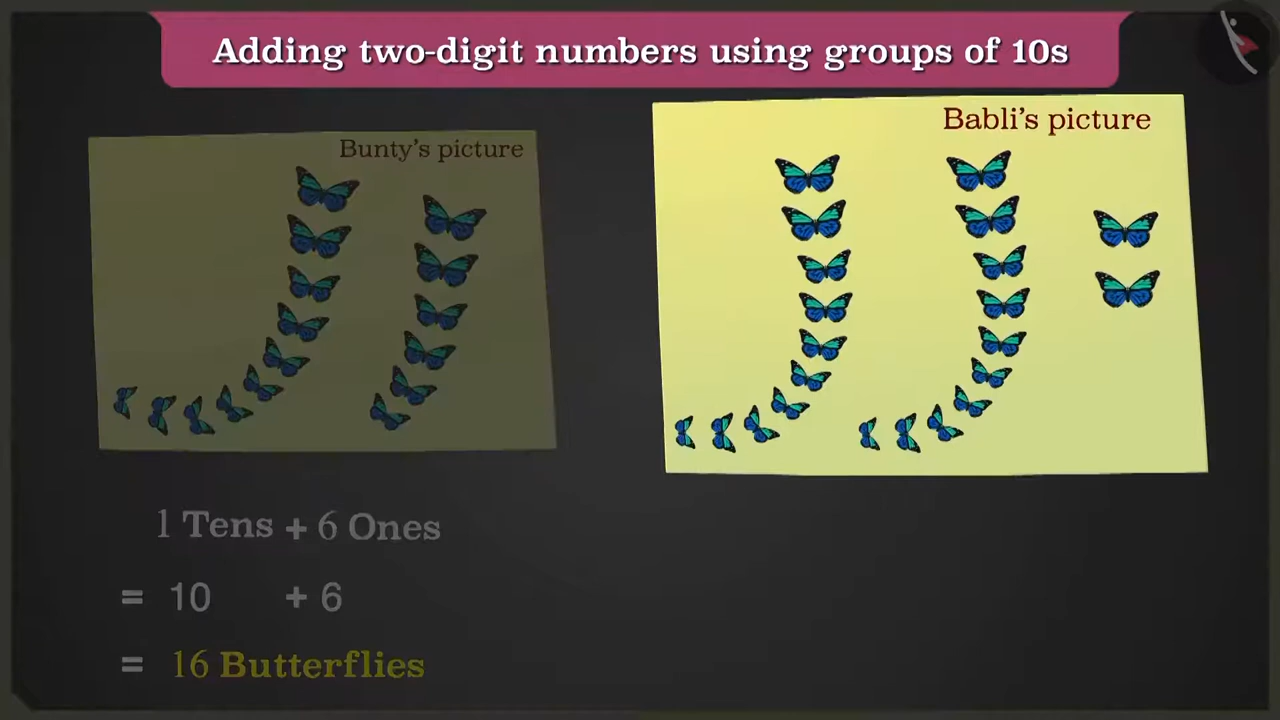 Adding two-digit numbers using groups of 10s
Bunty's picture
Babli's picture
1 Tens + 6 Ones
= 10 + 6
= 16 Butterflies